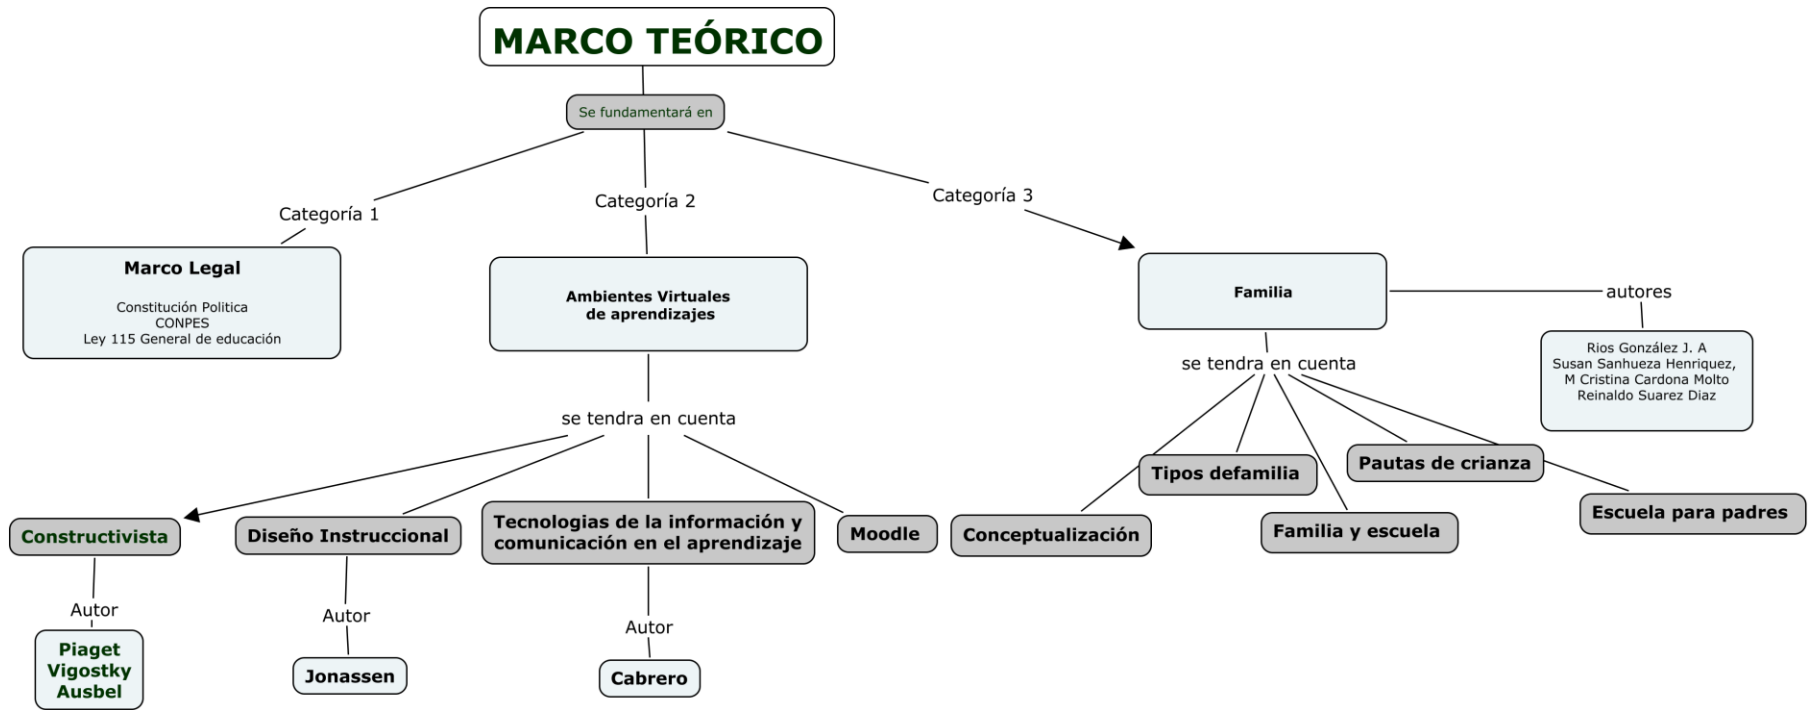 MARCO TEÓRICO
Se fundamentará en
Categoría 1
Categoría 2
Categoría 3
Marco Legal
Constitución Politica
CONPES
Ley 115 General de educación
Ambientes Virtuales
de aprendizajes
Familia
autores
Rios González J. A
Susan Sanhueza Henriquez,
M Cristina Cardona Molto
Reinaldo Suarez Diaz
se tendra en cuenta
se tendra en cuenta
Constructivista
Diseño Instruccional
Tecnologias de la información y
comunicación en el aprendizaje
Moodle
Conceptualización
Tipos defamilia
Familia y escuela
Pautas de crianza
Escuela para padres
Autor
Autor
Autor
Piaget
Vigostky
Ausbel
Jonassen
Cabrero